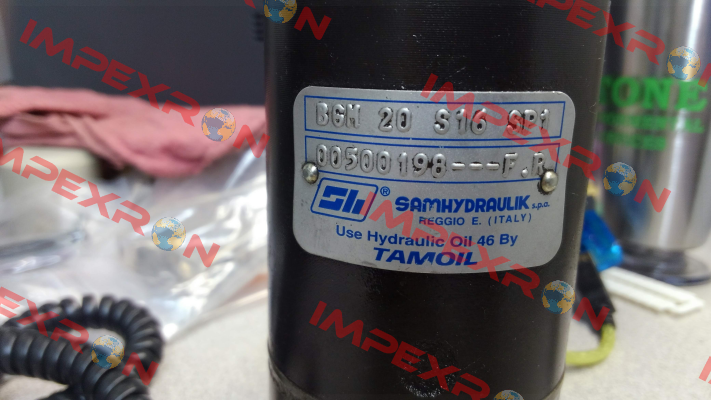 BGM 20 S16 SP1
00500198---F.R
SH ® SAMHYDRAULIK s.p.a.
REGGIO E. (ITALY)
Use Hydraulic Oil 46 By
TAMOIL
TONE
IMPEXRON
IMPEXRON
IMPEXRON
IMPEXRON
IMPEXRON
IMPEXRON
IMPEXRON